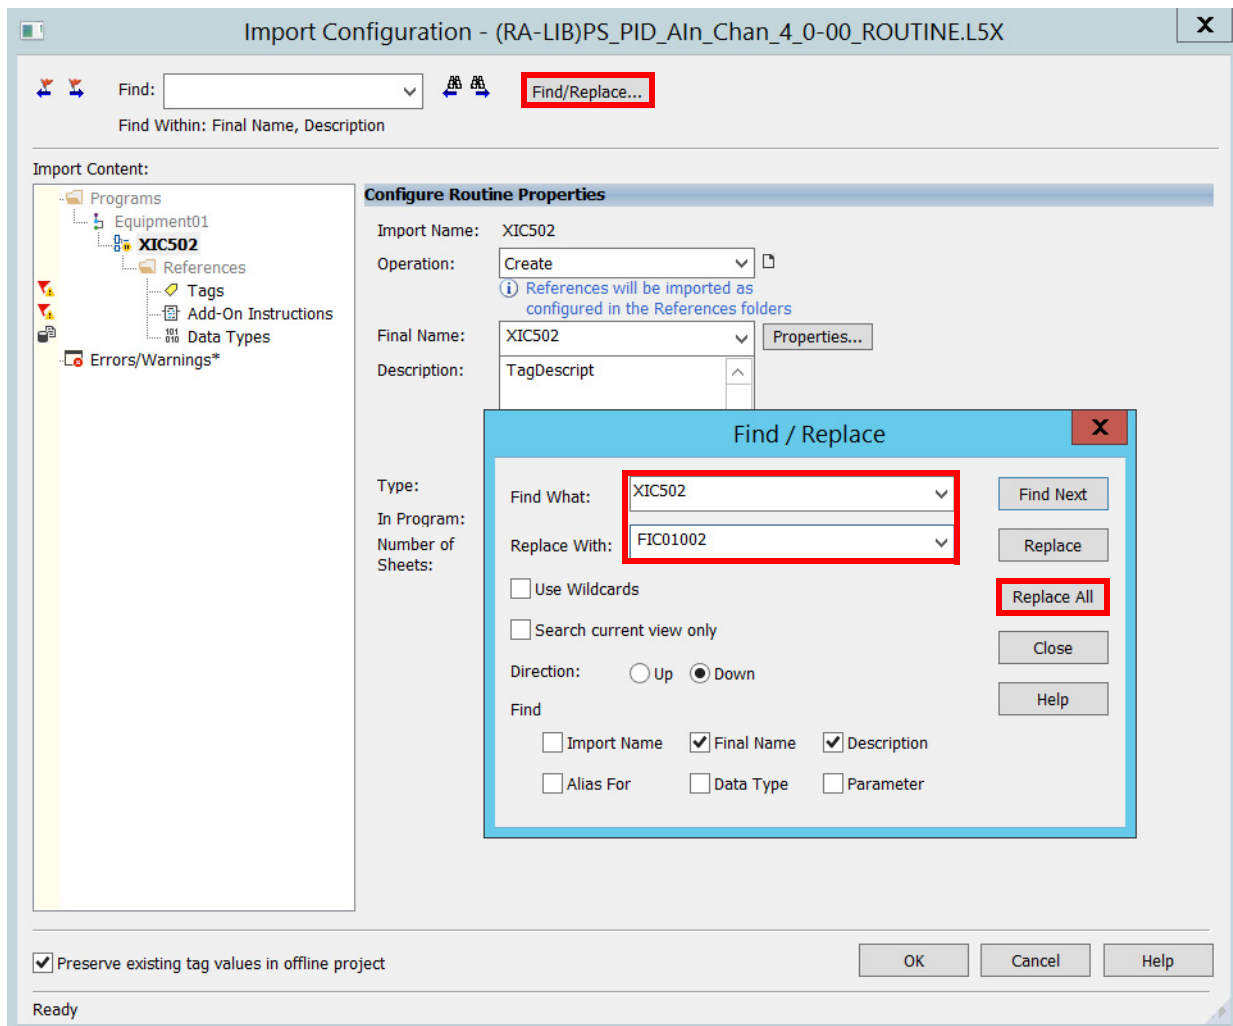 Import Configuration - (RA-LIB)PS_PID_AIn_Chan_4_0-00_ROUTINE.L5X
X
Find:
Find/Replace...
Find Within: Final Name, Description
Import Content:
Programs
Equipment01
XIC502
References
Tags
Add-On Instructions
Data Types
Errors/Warnings*
Configure Routine Properties
Import Name: XIC502
Operation: Create
References will be imported as
configured in the References folders
Final Name: XIC502 Properties...
Description: TagDescript
Type:
In Program:
Number of
Sheets:
Find / Replace
X
Find What: XIC502 Find Next
Replace With: FIC01002 Replace
Use Wildcards Replace All
Search current view only
Close
Direction: Up Down
Help
Find
Import Name Final Name Description
Alias For Data Type Parameter
Preserve existing tag values in offline project
OK Cancel Help
Ready